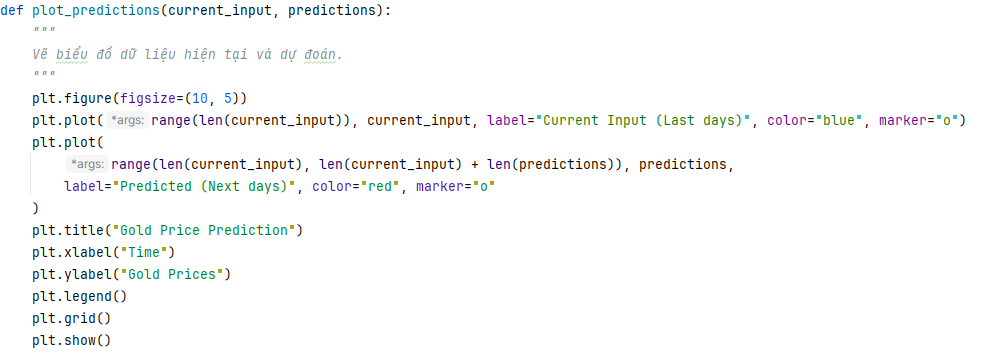 def plot_predictions(current_input, predictions):
    """
    Vẽ biểu đồ dữ liệu hiện tại và dự đoán.
    """
    plt.figure(figsize=(10, 5))
    plt.plot( *args: range(len(current_input)), current_input, label="Current Input (Last days)", color="blue", marker="o")
    plt.plot(
        *args: range(len(current_input), len(current_input) + len(predictions)), predictions,
        label="Predicted (Next days)", color="red", marker="o"
    )
    plt.title("Gold Price Prediction")
    plt.xlabel("Time")
    plt.ylabel("Gold Prices")
    plt.legend()
    plt.grid()
    plt.show()